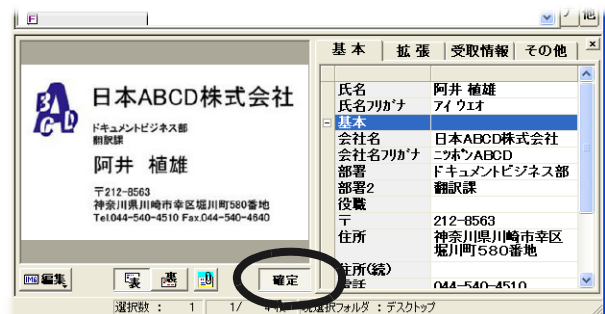 他
基本 拡張 受取情報 その他
ABCD
日本ABCD株式会社
ドキュメントビジネス部
翻訳課
阿井 植雄
〒212-8563
神奈川県川崎市幸区堀川町580番地
Tel.044-540-4510 Fax.044-540-4640
氏名 阿井 植雄
氏名フリガナ アイ ウエオ
基本
会社名 日本ABCD株式会社
会社名フリガナ ニッポンABCD
部署 ドキュメントビジネス部
部署2 翻訳課
役職
〒 212-8563
住所 神奈川県川崎市幸区
堀川町580番地
住所(続)
電話 044-540-4510
編集 表 確定
選択数 : 1 1/
選択フォルダ : デスクトップ